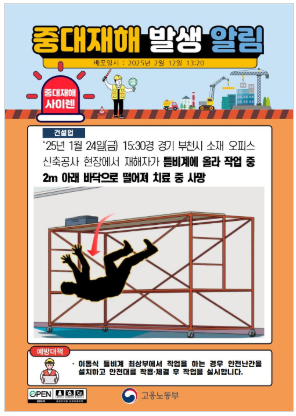 중대재해 발생 알림
배포일시 : 2025년 2월 12일 13:20
중대재해
사이렌
건설업
'25년 1월 24일(금) 15:30경 경기 부천시 소재 오피스
신축공사 현장에서 재해자가 틀비계에 올라 작업 중
2m 아래 바닥으로 떨어져 치료 중 사망
예방대책
· 이동식 틀비계 최상부에서 작업을 하는 경우 안전난간을
설치하고 안전대를 착용·체결 후 작업을 실시합니다.
OPEN
고용노동부